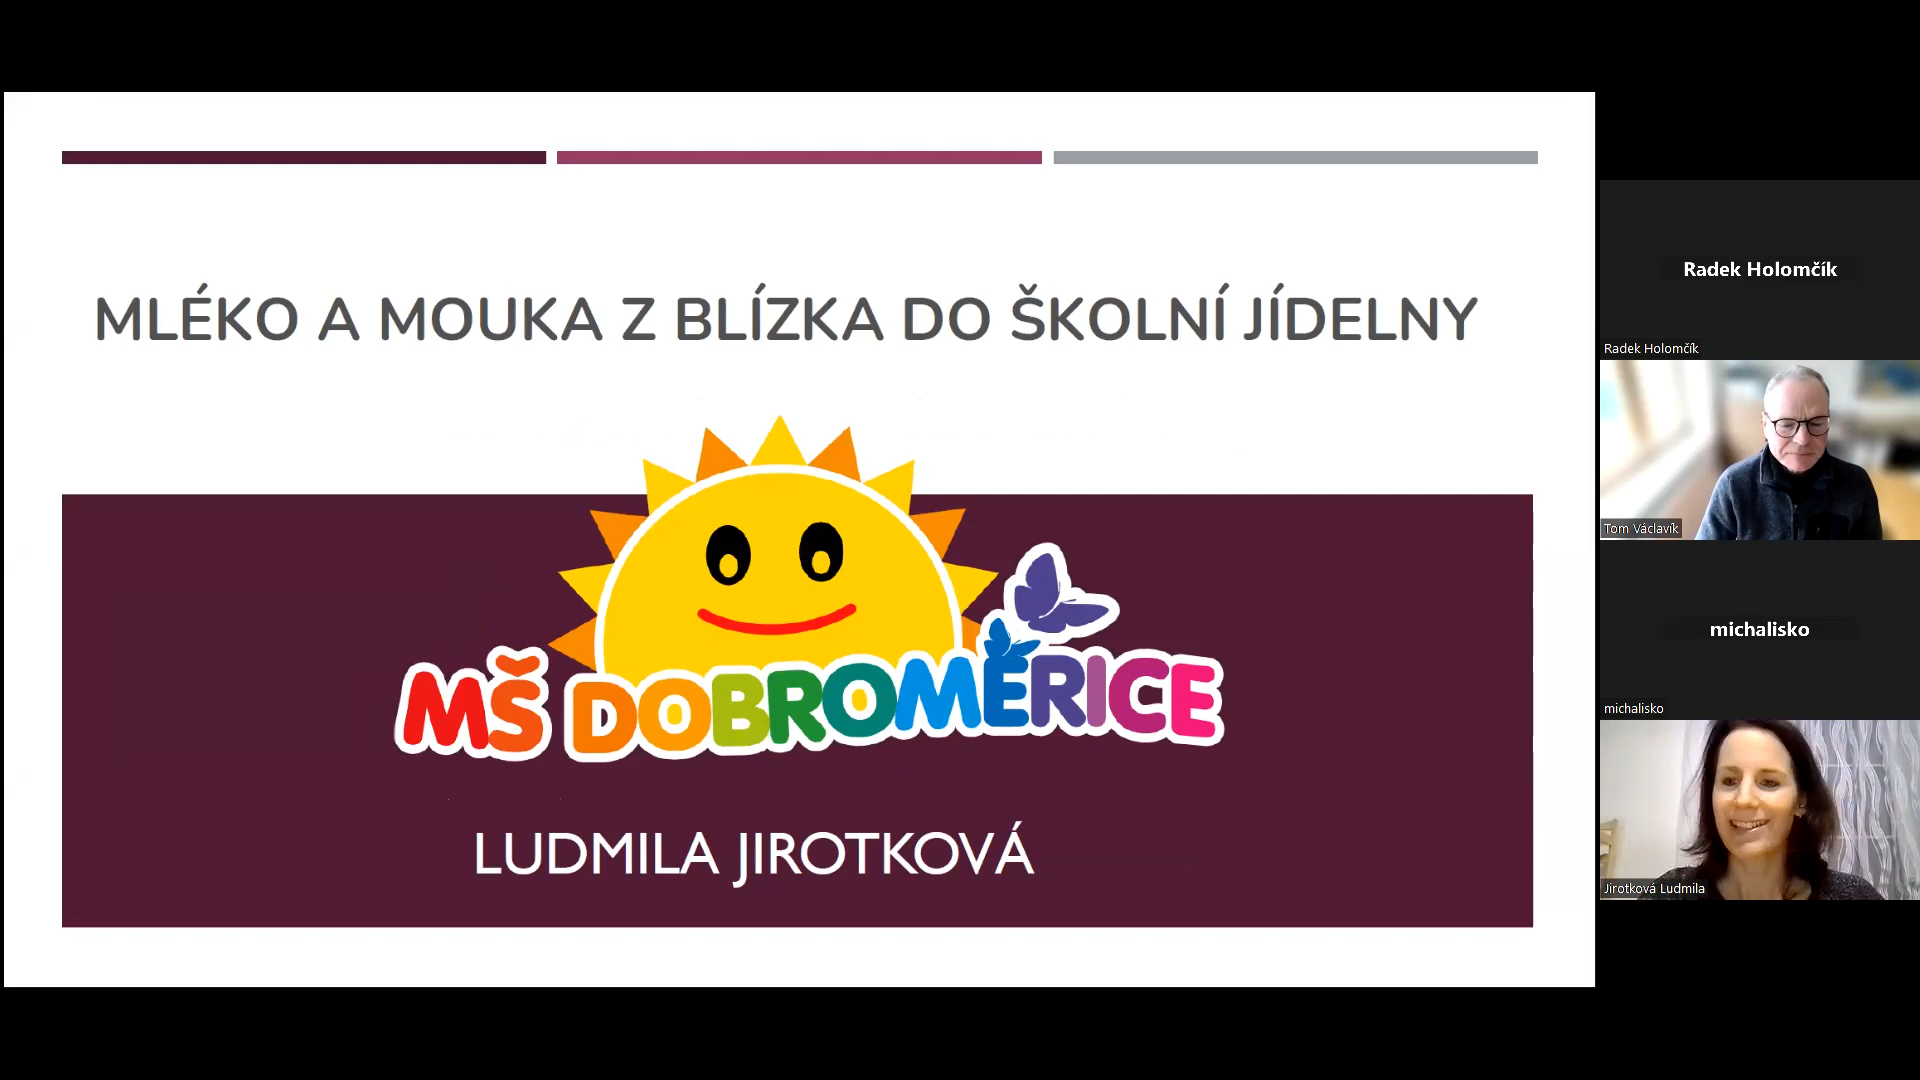 MLÉKO A MOUKA Z BLÍZKA DO ŠKOLNÍ JÍDELNY
MŠ DOBROMĚRICE
LUDMILA JIROTKOVÁ
Radek Holomčík
Radek Holomčík
Tom Václavík
michalisko
michalisko
Jirotková Ludmila